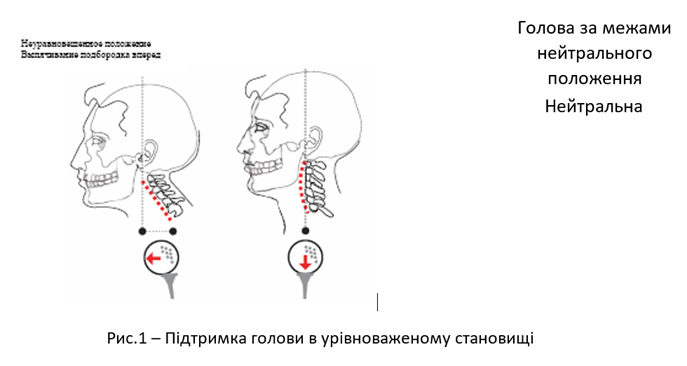 Неуравновешенное положение
Выпячивание подбородка вперед
Голова за межами
нейтрального
положення
Нейтральна
Рис.1 – Підтримка голови в урівноваженому становищі